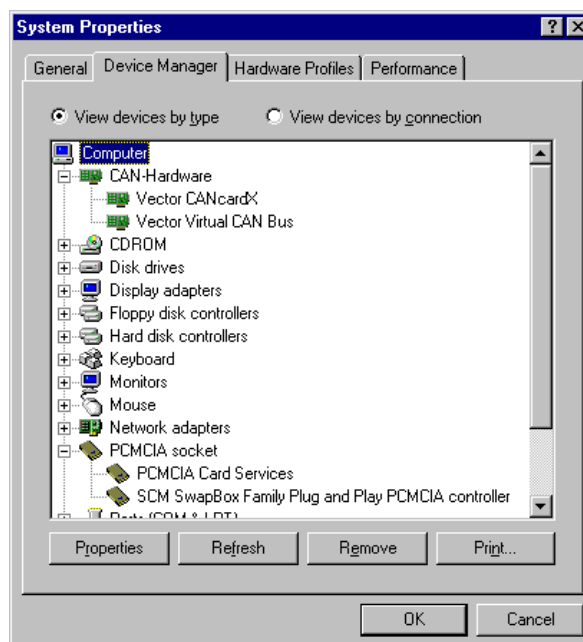 System Properties
General Device Manager Hardware Profiles Performance
View devices by type View devices by connection
Computer
CAN-Hardware
Vector CANcardX
Vector Virtual CAN Bus
CDROM
Disk drives
Display adapters
Floppy disk controllers
Hard disk controllers
Keyboard
Monitors
Mouse
Network adapters
PCMCIA socket
PCMCIA Card Services
SCM SwapBox Family Plug and Play PCMCIA controller
Ports (COM & LPT)
Properties Refresh Remove Print...
OK Cancel